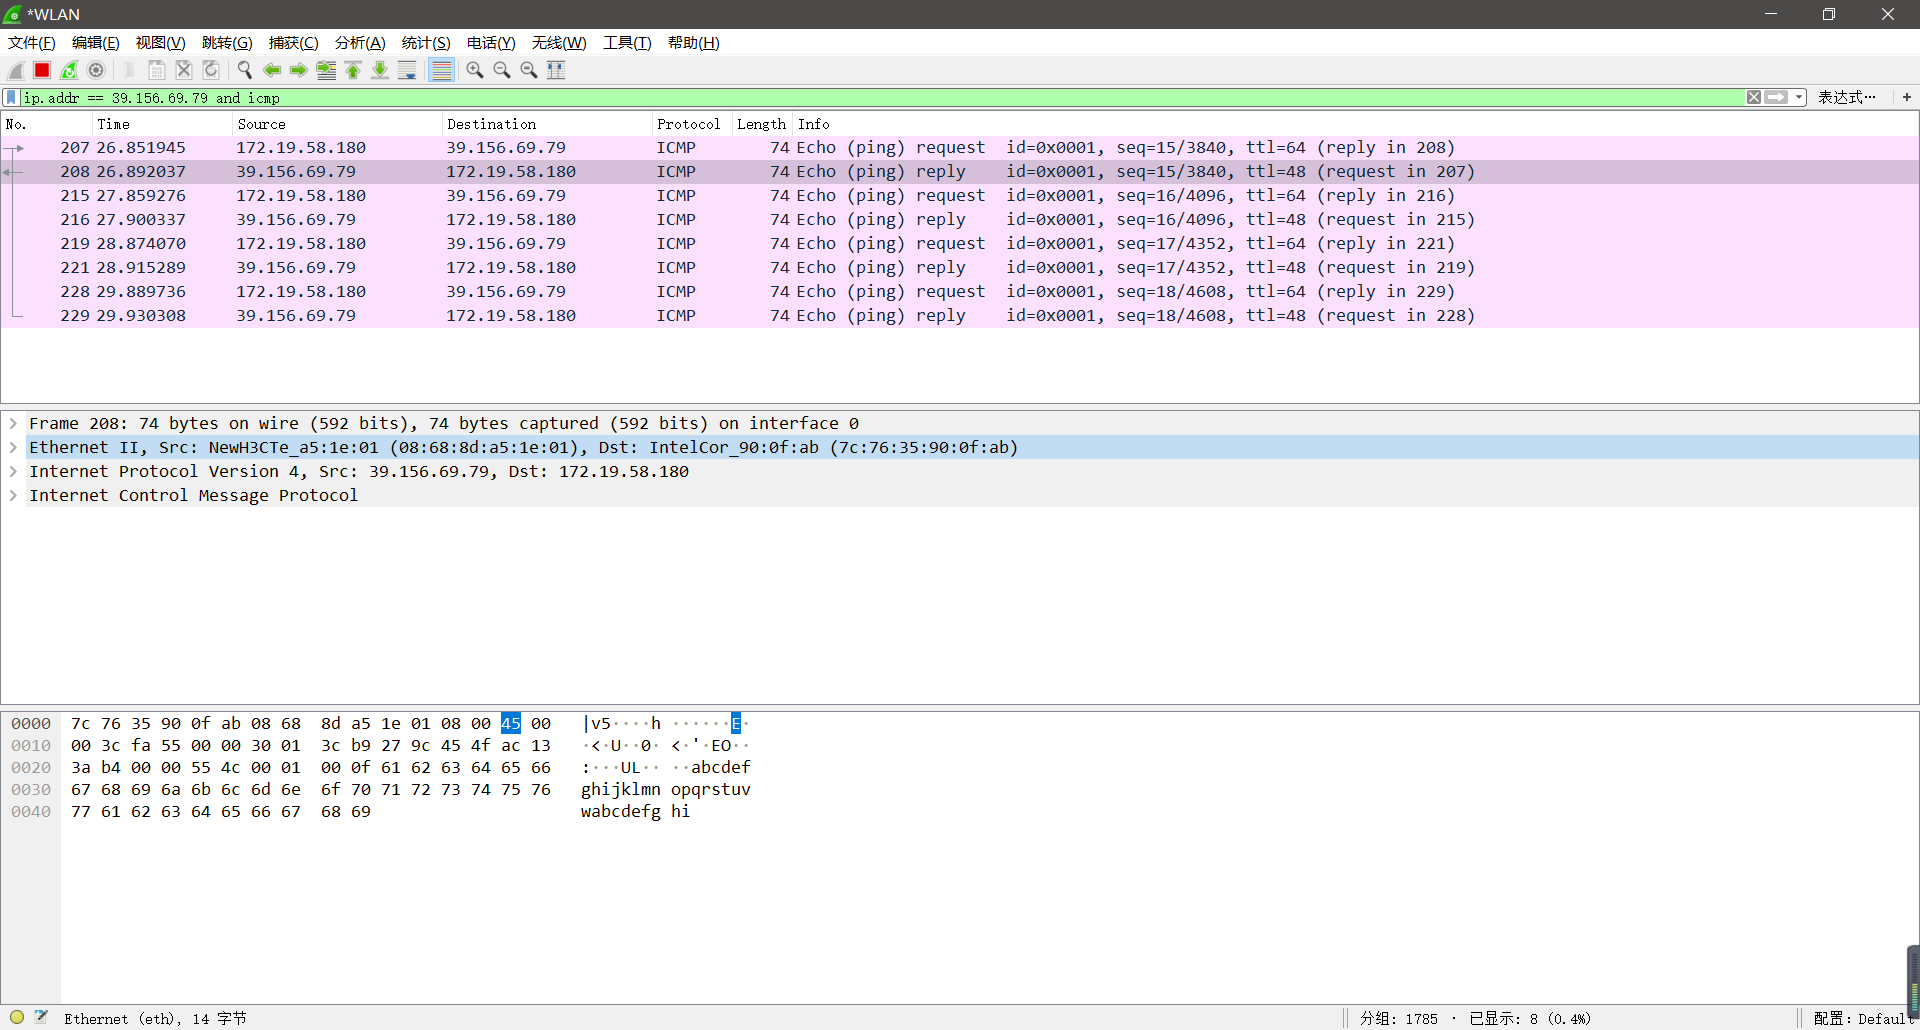 *WLAN
文件(F) 编辑(E) 视图(V) 跳转(G) 捕获(C) 分析(A) 统计(S) 电话(Y) 无线(W) 工具(T) 帮助(H)
ip.addr == 39.156.69.79 and icmp 表达式… +
No. Time Source Destination Protocol Length Info
207 26.851945 172.19.58.180 39.156.69.79 ICMP 74 Echo (ping) request id=0x0001, seq=15/3840, ttl=64 (reply in 208)
208 26.892037 39.156.69.79 172.19.58.180 ICMP 74 Echo (ping) reply id=0x0001, seq=15/3840, ttl=48 (request in 207)
215 27.859276 172.19.58.180 39.156.69.79 ICMP 74 Echo (ping) request id=0x0001, seq=16/4096, ttl=64 (reply in 216)
216 27.900337 39.156.69.79 172.19.58.180 ICMP 74 Echo (ping) reply id=0x0001, seq=16/4096, ttl=48 (request in 215)
219 28.874070 172.19.58.180 39.156.69.79 ICMP 74 Echo (ping) request id=0x0001, seq=17/4352, ttl=64 (reply in 221)
221 28.915289 39.156.69.79 172.19.58.180 ICMP 74 Echo (ping) reply id=0x0001, seq=17/4352, ttl=48 (request in 219)
228 29.889736 172.19.58.180 39.156.69.79 ICMP 74 Echo (ping) request id=0x0001, seq=18/4608, ttl=64 (reply in 229)
229 29.930308 39.156.69.79 172.19.58.180 ICMP 74 Echo (ping) reply id=0x0001, seq=18/4608, ttl=48 (request in 228)
Frame 208: 74 bytes on wire (592 bits), 74 bytes captured (592 bits) on interface 0
Ethernet II, Src: NewH3CTe_a5:1e:01 (08:68:8d:a5:1e:01), Dst: IntelCor_90:0f:ab (7c:76:35:90:0f:ab)
Internet Protocol Version 4, Src: 39.156.69.79, Dst: 172.19.58.180
Internet Control Message Protocol
0000 7c 76 35 90 0f ab 08 68 8d a5 1e 01 08 00 45 00 |v5····h ······E·
0010 00 3c fa 55 00 00 30 01 3c b9 27 9c 45 4f ac 13 ·<·U··0· <·'·EO··
0020 3a b4 00 00 55 4c 00 01 00 0f 61 62 63 64 65 66 :···UL·· ··abcdef
0030 67 68 69 6a 6b 6c 6d 6e 6f 70 71 72 73 74 75 76 ghijklmn opqrstuv
0040 77 61 62 63 64 65 66 67 68 69 wabcdefg hi
Ethernet (eth), 14 字节 分组: 1785 · 已显示: 8 (0.4%) 配置: Default